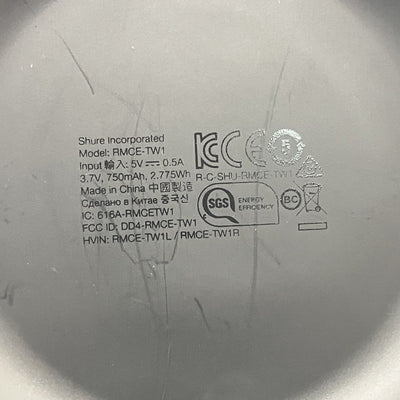 Shure Incorporated
Model: RMCE-TW1
Input 輸入: 5V⎓0.5A
3.7V, 750mAh, 2.775Wh
Made in China 中國製造
Сделано в Китае 중국산
IC: 616A-RMCETW1
FCC ID: DD4-RMCE-TW1
HVIN: RMCE-TW1L / RMCE-TW1R
R-C-SHU-RMCE-TW1
SGS ENERGY
EFFICIENCY
BC